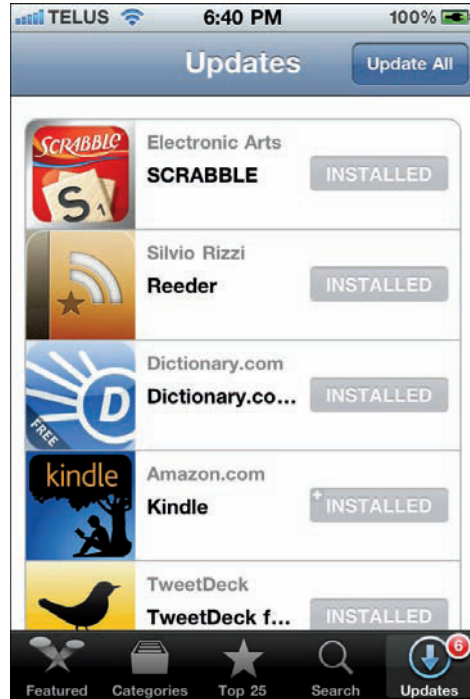 TELUS 6:40 PM 100%
Updates Update All
SCRABBLE
S1
Electronic Arts
SCRABBLE INSTALLED
Silvio Rizzi
Reeder INSTALLED
D
FREE
Dictionary.com
Dictionary.co... INSTALLED
kindle
Amazon.com
Kindle + INSTALLED
TweetDeck
TweetDeck f... INSTALLED
6
Featured Categories Top 25 Search Updates